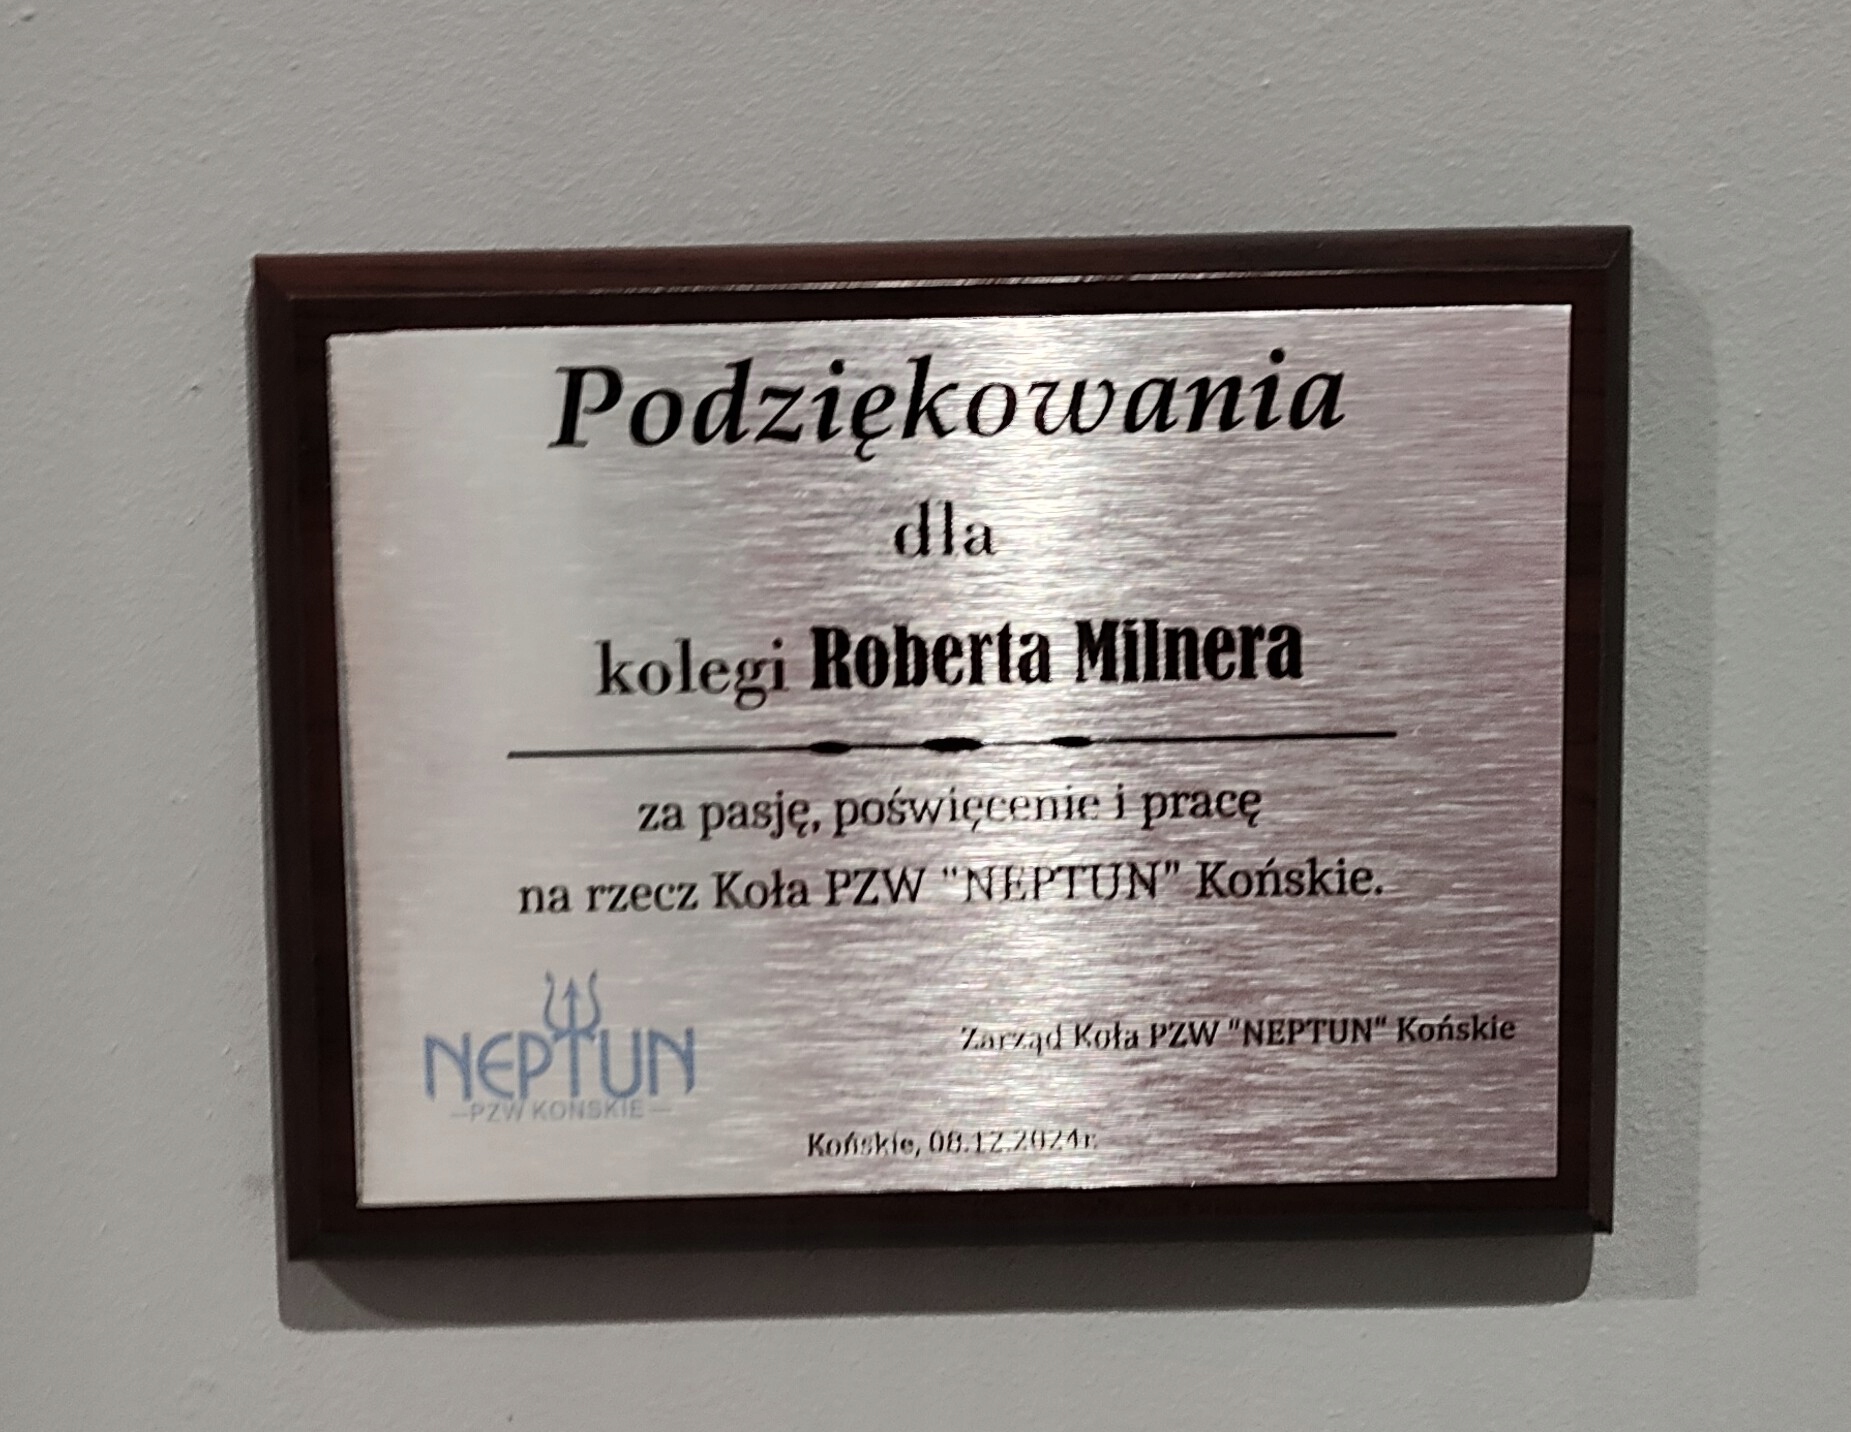 Podziękowania
dla
kolegi Roberta Milnera
za pasję, poświęcenie i pracę
na rzecz Koła PZW "NEPTUN" Końskie.
NEPTUN
—PZW KOŃSKIE—
Zarząd Koła PZW "NEPTUN" Końskie
Końskie, 08.12.2024r.